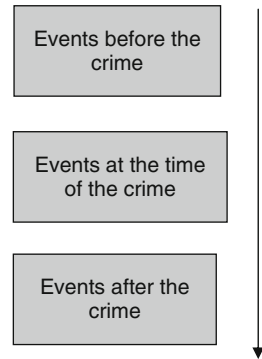 Events before the
crime
Events at the time
of the crime
Events after the
crime